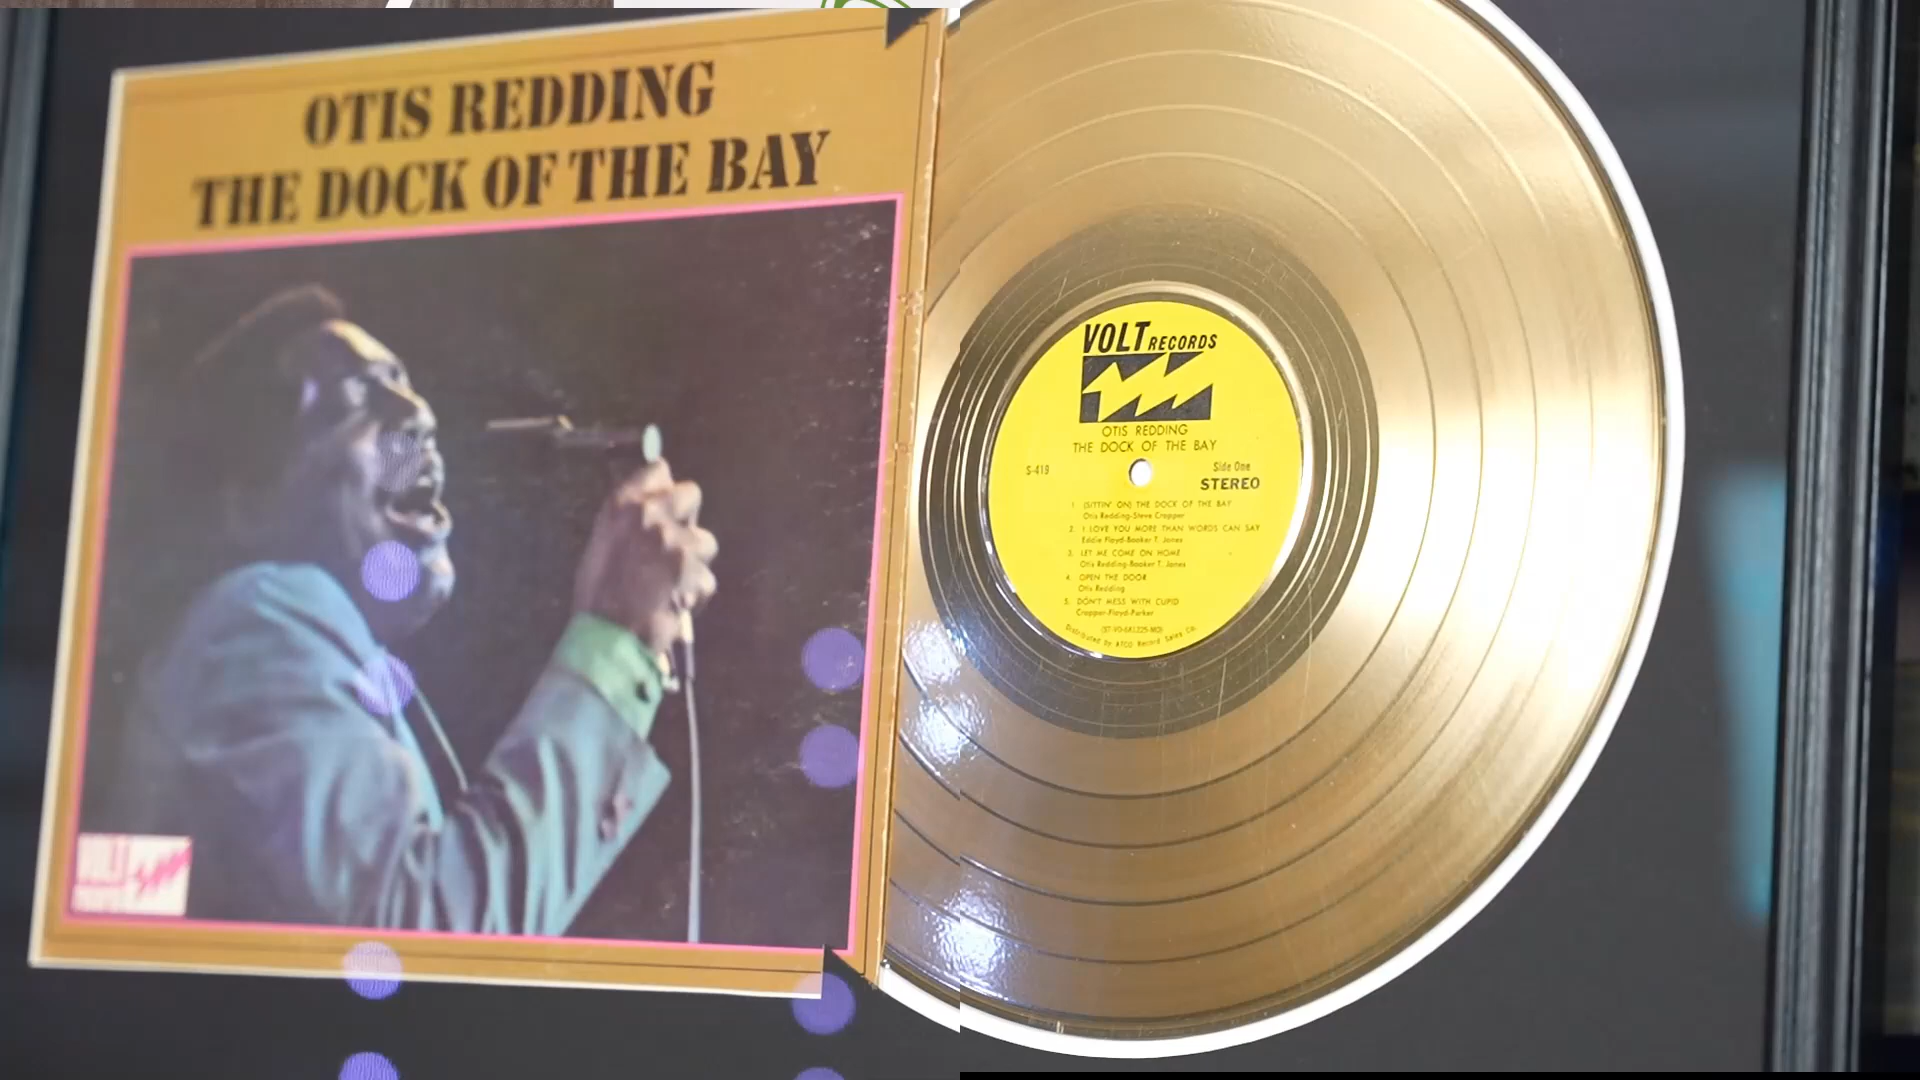 OTIS REDDING
THE DOCK OF THE BAY
VOLT
VOLT RECORDS
OTIS REDDING
THE DOCK OF THE BAY
S-419
Side One
STEREO
1. (SITTIN' ON) THE DOCK OF THE BAY
Otis Redding-Steve Cropper
2. I LOVE YOU MORE THAN WORDS CAN SAY
Eddie Floyd-Booker T. Jones
3. LET ME COME ON HOME
Otis Redding-Booker T. Jones
4. OPEN THE DOOR
Otis Redding
5. DON'T MESS WITH CUPID
Cropper-Floyd-Parker
Distributed by ATCO Record Sales Co.